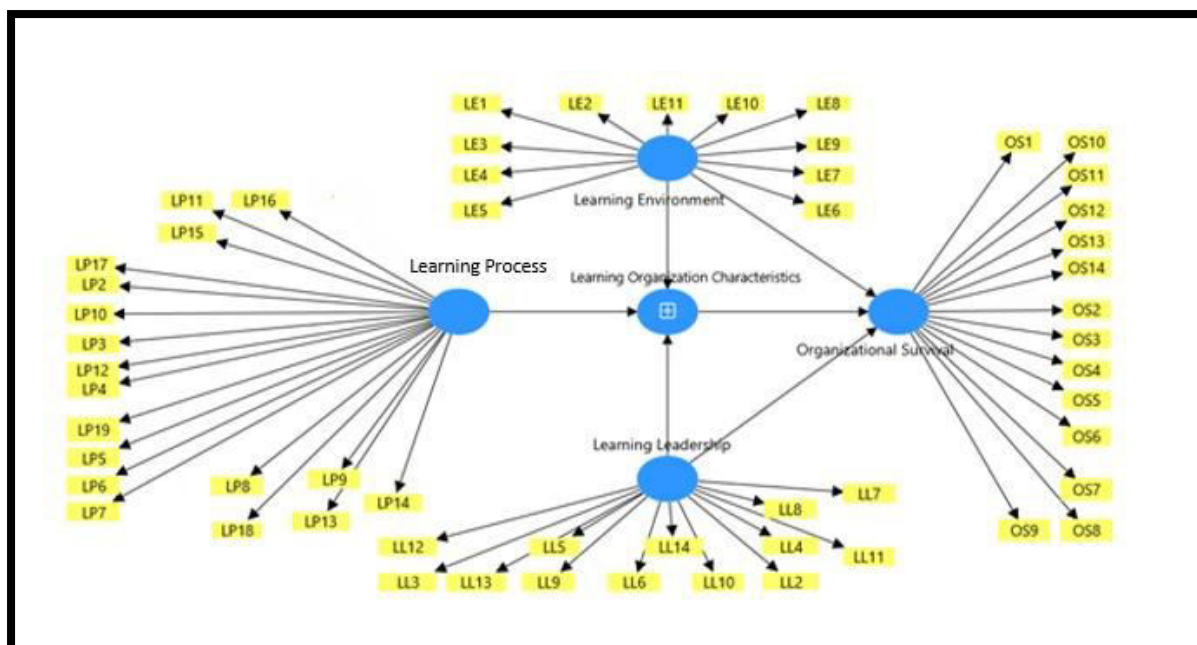 LE1
LE2
LE11
LE10
LE8
LE3
LE9
LE4
LE7
LE5
LE6
Learning Environment
OS1
OS10
OS11
OS12
OS13
OS14
OS2
OS3
OS4
OS5
OS6
OS7
OS9
OS8
Organizational Survival
LP11
LP16
LP15
LP17
LP2
LP10
LP3
LP12
LP4
LP19
LP5
LP6
LP7
LP8
LP9
LP18
LP13
LP14
Learning Process
Learning Organization Characteristics
Learning Leadership
LL7
LL8
LL12
LL5
LL14
LL4
LL11
LL3
LL13
LL9
LL6
LL10
LL2